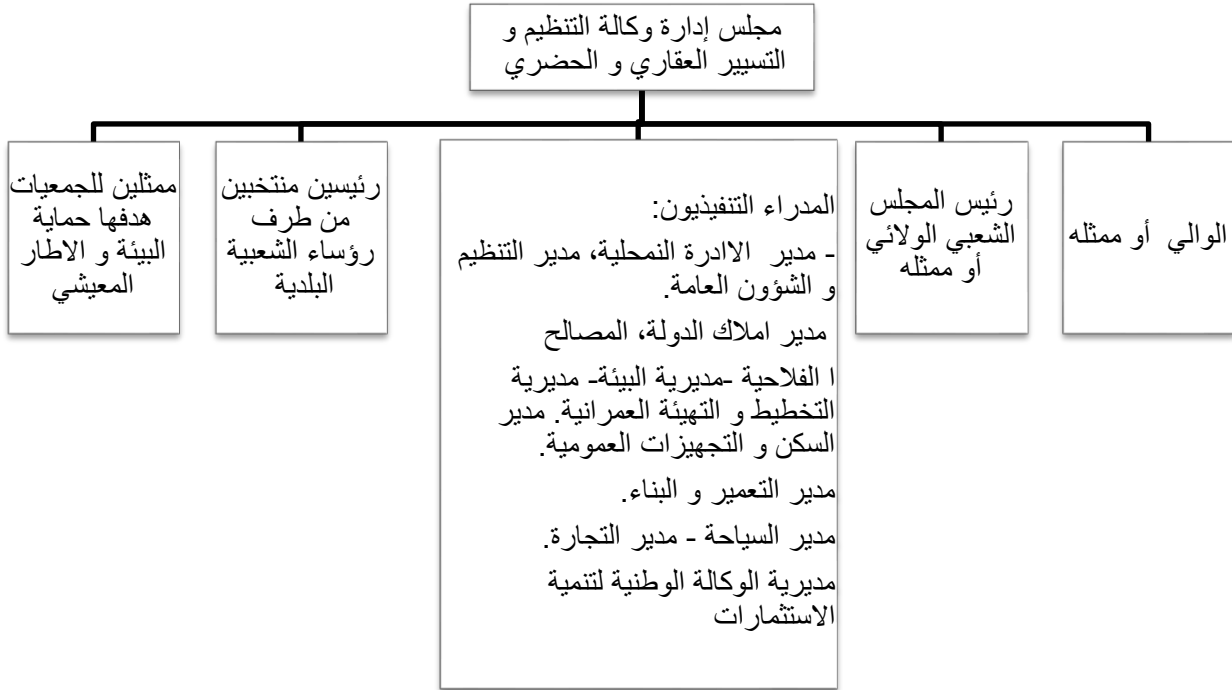 مجلس إدارة وكالة التنظيم و
التسيير العقاري و الحضري
الوالي أو ممثله
رئيس المجلس
الشعبي الولائي
أو ممثله
المدراء التنفيذيون:
- مدير الاادرة النمحلية، مدير التنظيم
و الشؤون العامة.
مدير املاك الدولة، المصالح
ا الفلاحية -مديرية البيئة- مديرية
التخطيط و التهيئة العمرانية. مدير
السكن و التجهيزات العمومية.
مدير التعمير و البناء.
مدير السياحة - مدير التجارة.
مديرية الوكالة الوطنية لتنمية
الاستثمارات
رئيسين منتخبين
من طرف
رؤساء الشعبية
البلدية
ممثلين للجمعيات
هدفها حماية
البيئة و الاطار
المعيشي